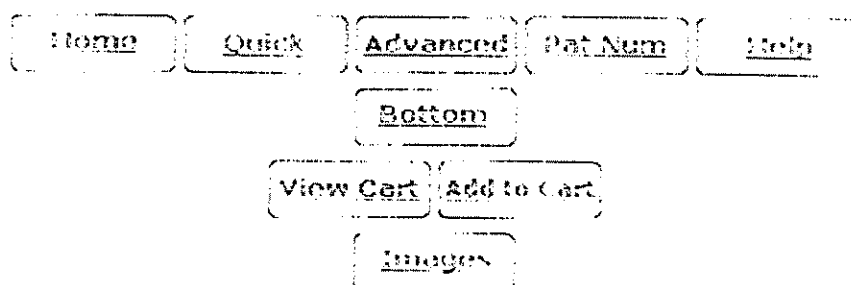 Home Quick Advanced Pat Num Help
Bottom
View Cart Add to Cart
Images